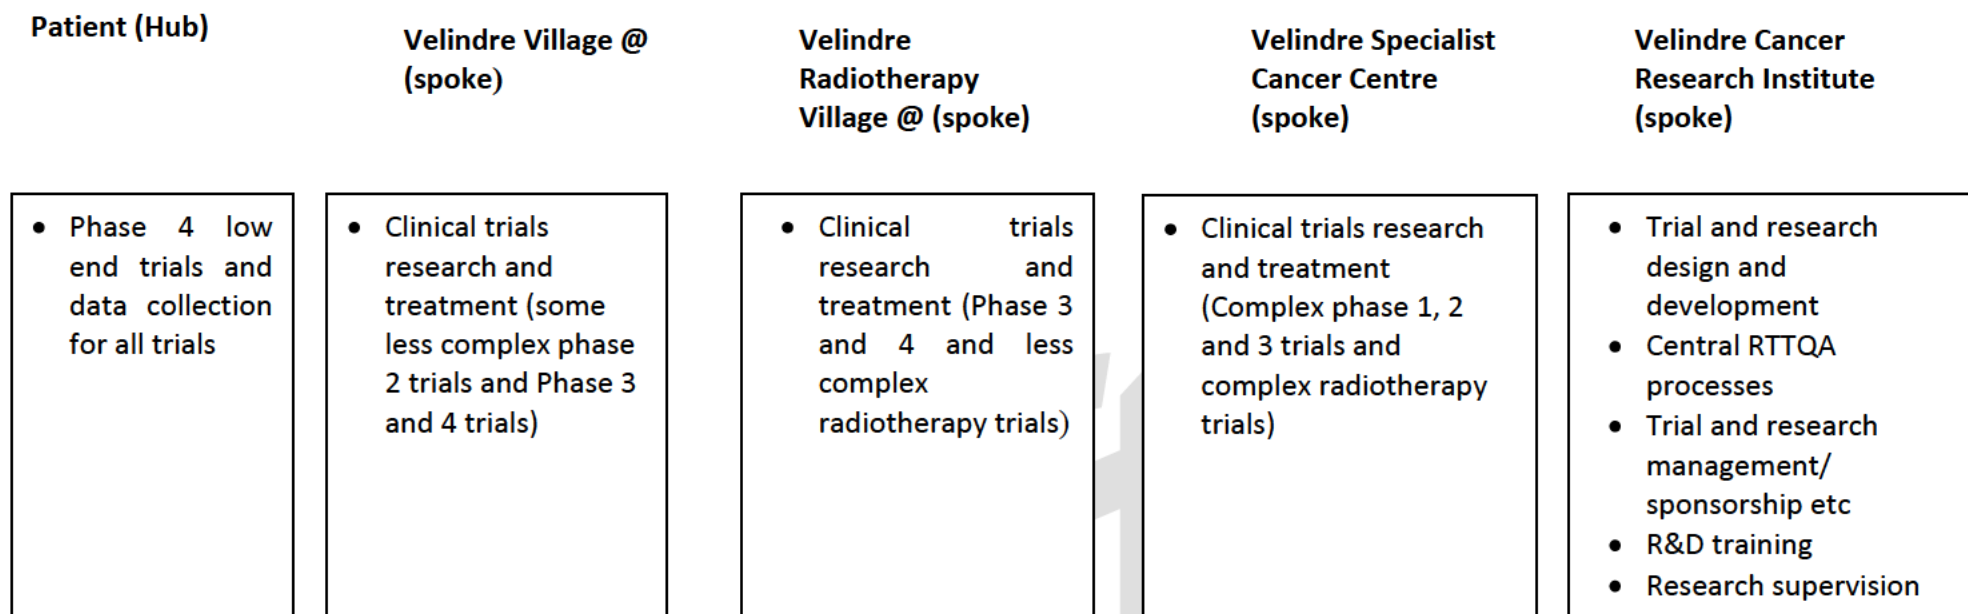 Patient (Hub)
Velindre Village @
(spoke)
Velindre
Radiotherapy
Village @ (spoke)
Velindre Specialist
Cancer Centre
(spoke)
Velindre Cancer
Research Institute
(spoke)
• Phase 4 low
end trials and
data collection
for all trials
• Clinical trials
research and
treatment (some
less complex phase
2 trials and Phase 3
and 4 trials)
• Clinical trials
research and
treatment (Phase 3
and 4 and less
complex
radiotherapy trials)
• Clinical trials research
and treatment
(Complex phase 1, 2
and 3 trials and
complex radiotherapy
trials)
• Trial and research
design and
development
• Central RTTQA
processes
• Trial and research
management/
sponsorship etc
• R&D training
• Research supervision